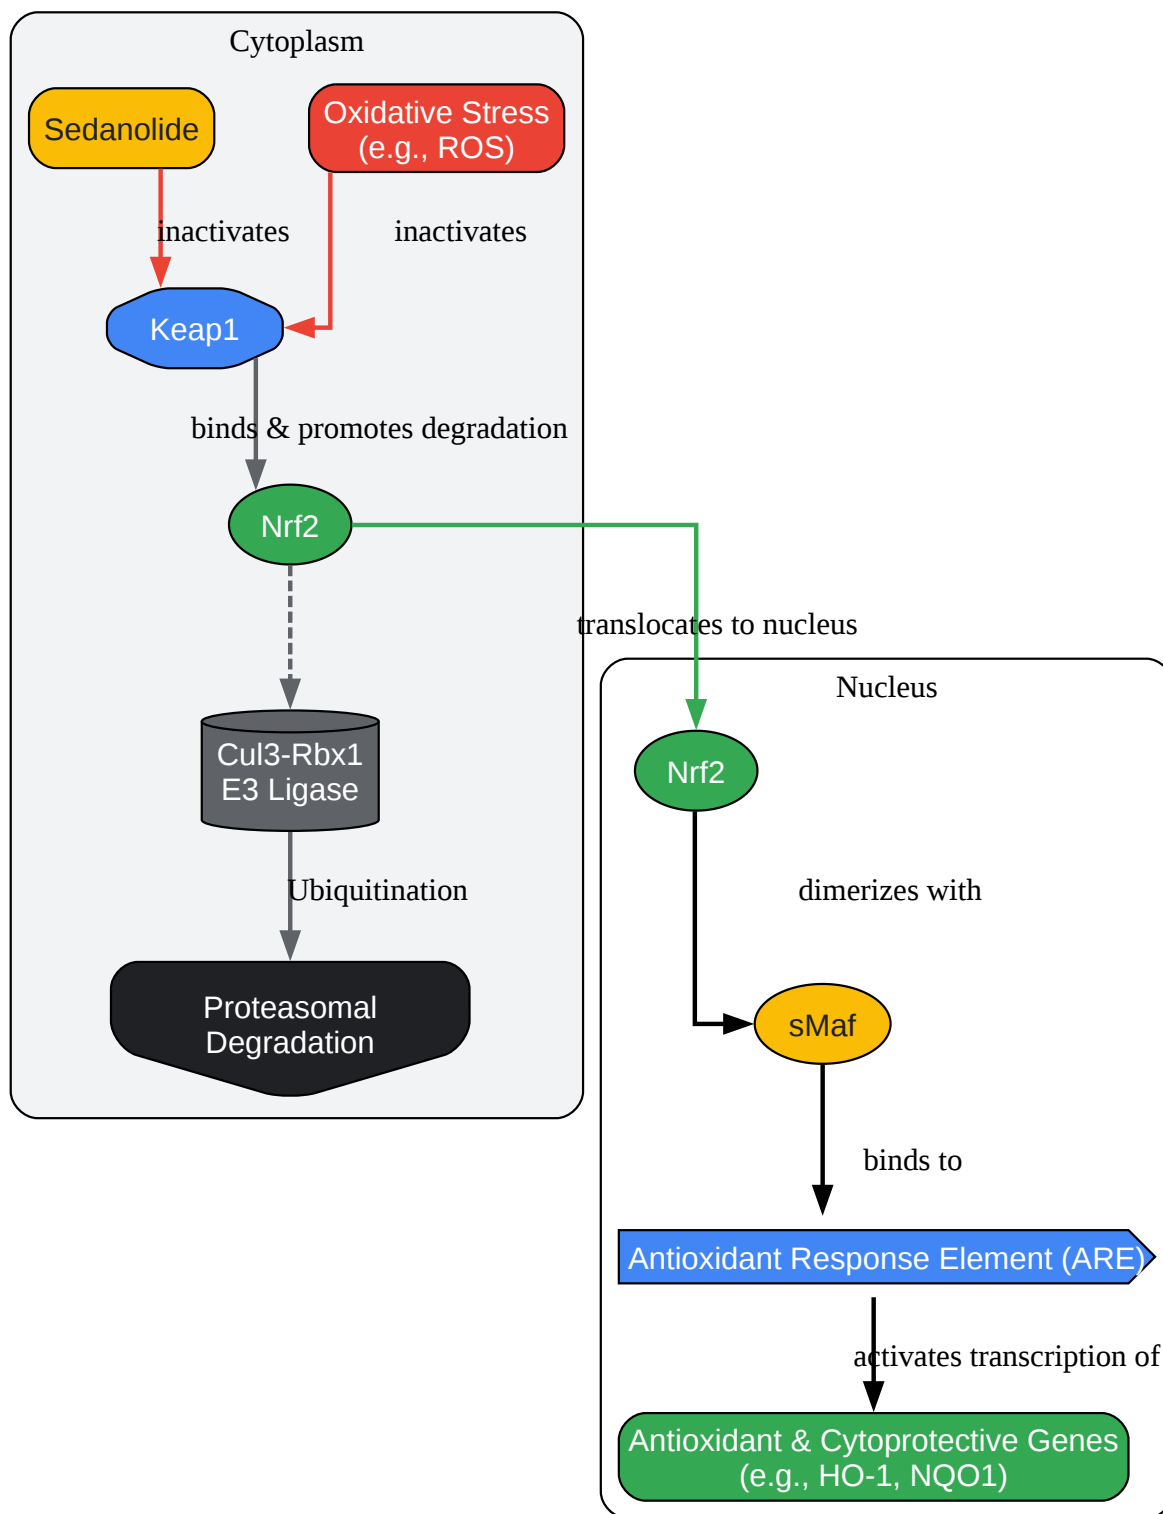 Cytoplasm
Sedanolide
Oxidative Stress
(e.g., ROS)
inactivates
inactivates
Keap1
binds & promotes degradation
Nrf2
translocates to nucleus
Nucleus
Cul3-Rbx1
E3 Ligase
Nrf2
Ubiquitination
dimerizes with
Proteasomal
Degradation
sMaf
binds to
Antioxidant Response Element (ARE)
activates transcription of
Antioxidant & Cytoprotective Genes
(e.g., HO-1, NQO1)